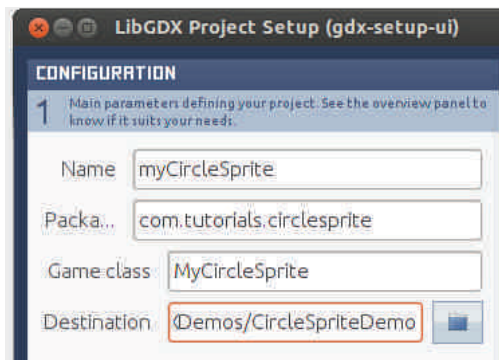 LibGDX Project Setup (gdx-setup-ui)
CONFIGURATION
1 Main parameters defining your project. See the overview panel to
know if it suits your needs.
Name myCircleSprite
Packa... com.tutorials.circlesprite
Game class MyCircleSprite
Destination Demos/CircleSpriteDemo